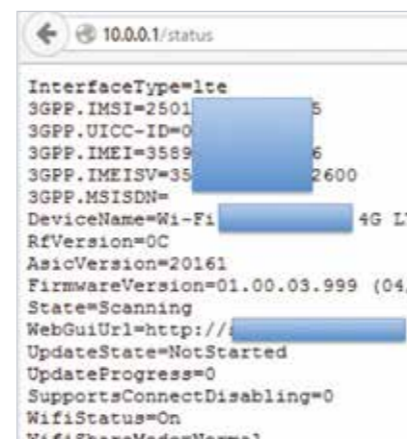 10.0.0.1/status
InterfaceType=lte
3GPP.IMSI=2501 5
3GPP.UICC-ID=0
3GPP.IMEI=3589 6
3GPP.IMEISV=35 2600
3GPP.MSISDN=
DeviceName=Wi-Fi 4G
RfVersion=0C
AsicVersion=20161
FirmwareVersion=01.00.03.999 (04
State=Scanning
WebGuiUrl=http://
UpdateState=NotStarted
UpdateProgress=0
SupportsConnectDisabling=0
WifiStatus=On
WifiShareMode=Normal